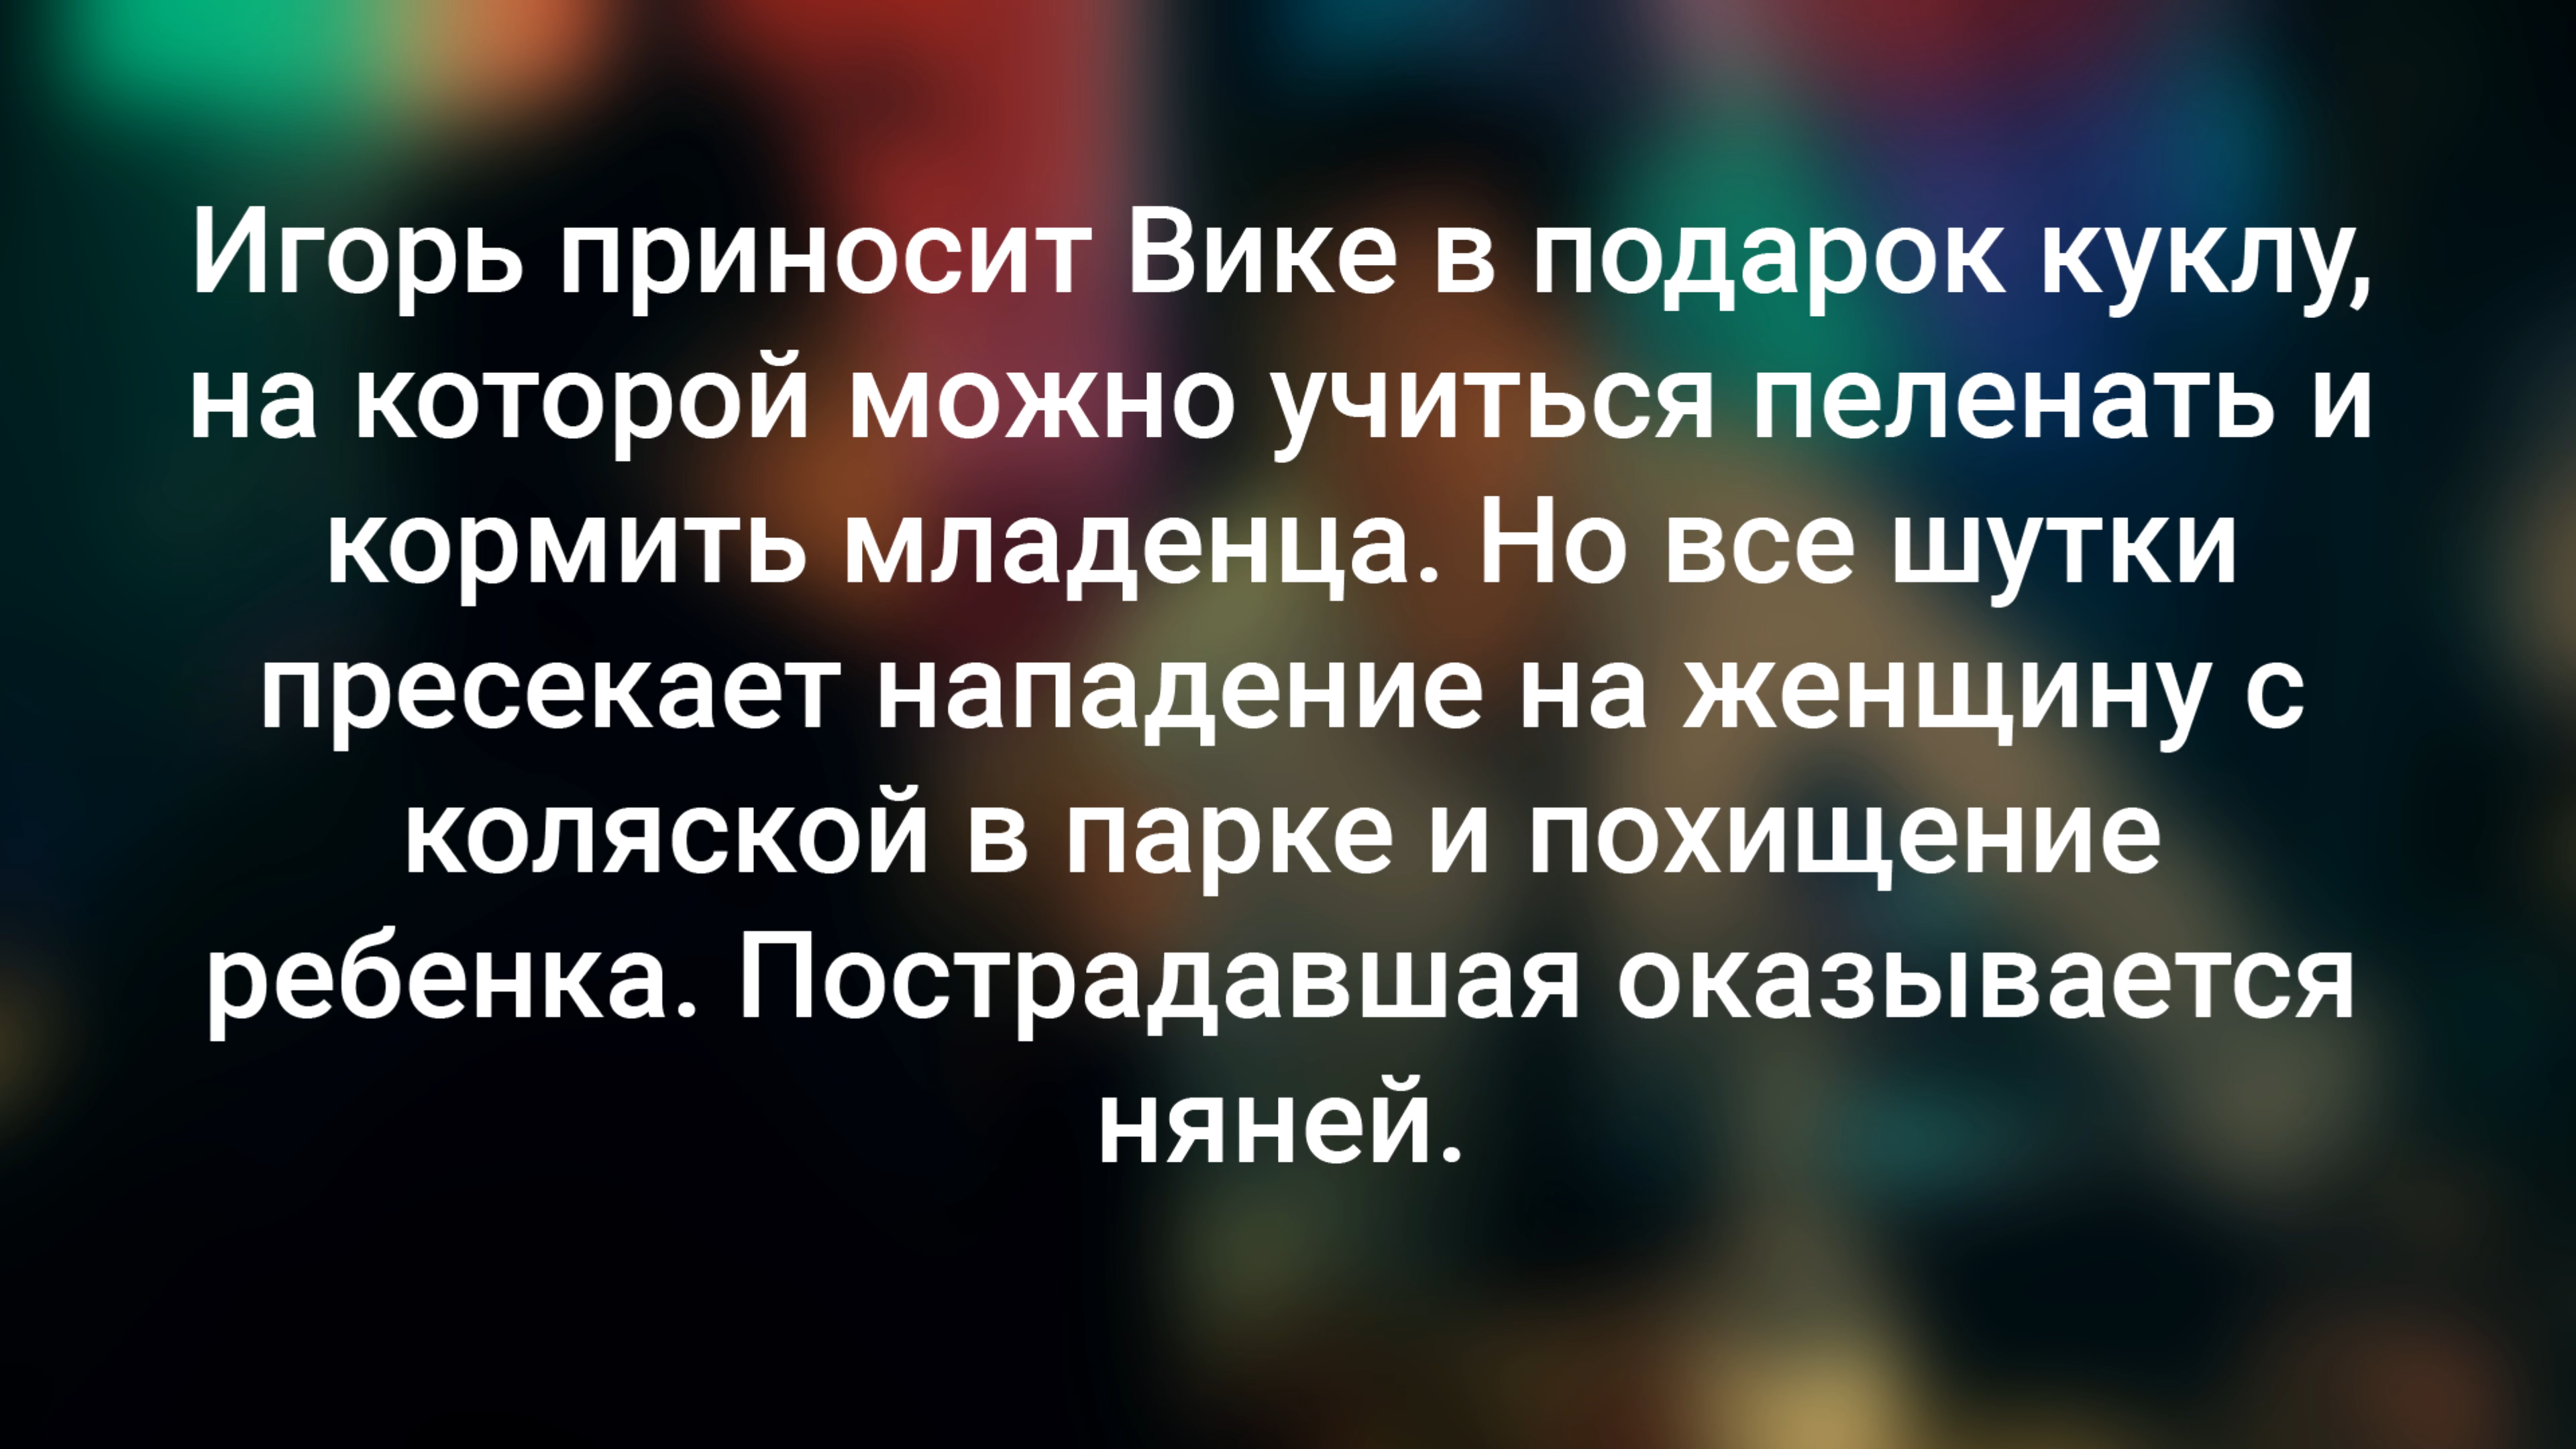 Игорь приносит Вике в подарок куклу,
на которой можно учиться пеленать и
кормить младенца. Но все шутки
пресекает нападение на женщину с
коляской в парке и похищение
ребенка. Пострадавшая оказывается
няней.